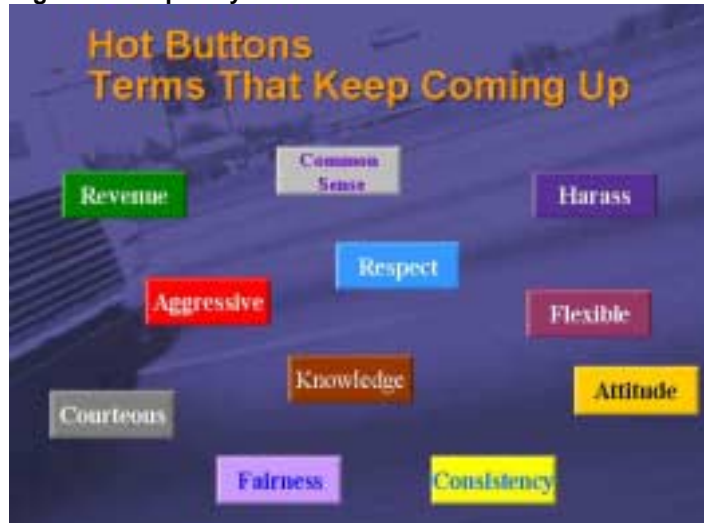 Hot Buttons
Terms That Keep Coming Up
Common
Sense
Revenue
Harass
Respect
Aggressive
Flexible
Knowledge
Attitude
Courteous
Fairness
Consistency